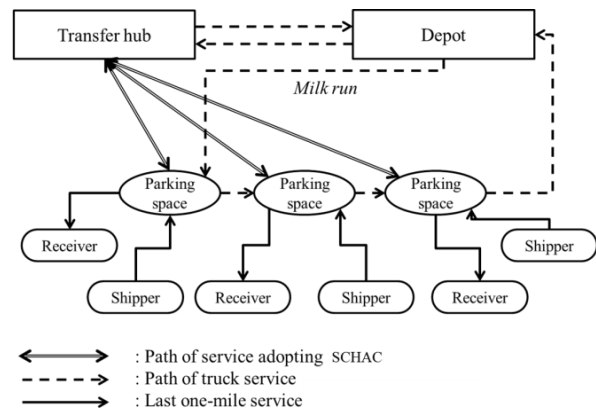 Transfer hub
Depot
Milk run
Parking
space
Parking
space
Parking
space
Receiver
Shipper
Shipper
Receiver
Shipper
Receiver
: Path of service adopting SCHAC
: Path of truck service
: Last one-mile service